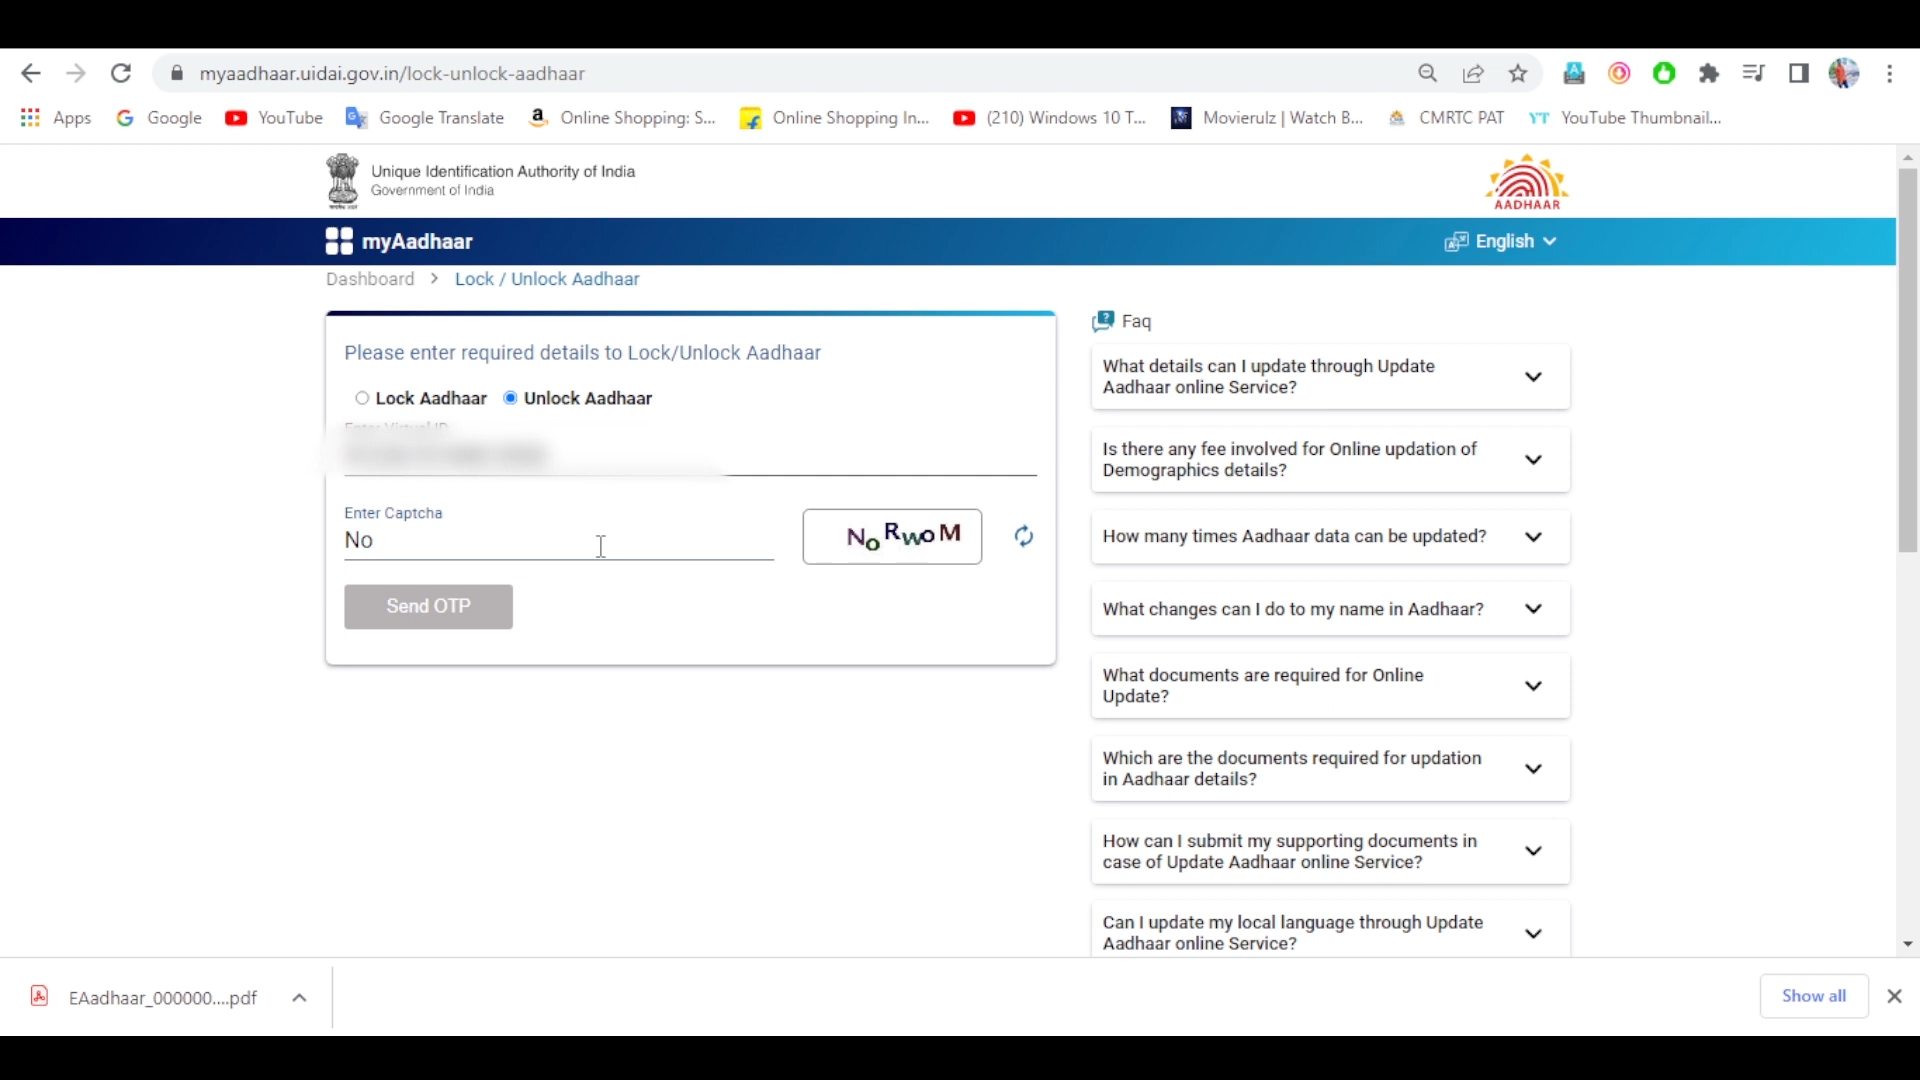 myaadhaar.uidai.gov.in/lock-unlock-aadhaar
Apps Google YouTube Google Translate Online Shopping: S... Online Shopping In... (210) Windows 10 T... Movierulz | Watch B... CMRTC PAT YouTube Thumbnail...
Unique Identification Authority of India
Government of India
AADHAAR
myAadhaar
English
Dashboard > Lock / Unlock Aadhaar
Please enter required details to Lock/Unlock Aadhaar
Lock Aadhaar Unlock Aadhaar
Enter Virtual ID
Enter Captcha
No
NoRwoM
Send OTP
Faq
What details can I update through Update
Aadhaar online Service?
Is there any fee involved for Online updation of
Demographics details?
How many times Aadhaar data can be updated?
What changes can I do to my name in Aadhaar?
What documents are required for Online
Update?
Which are the documents required for updation
in Aadhaar details?
How can I submit my supporting documents in
case of Update Aadhaar online Service?
Can I update my local language through Update
Aadhaar online Service?
EAadhaar_000000....pdf
Show all